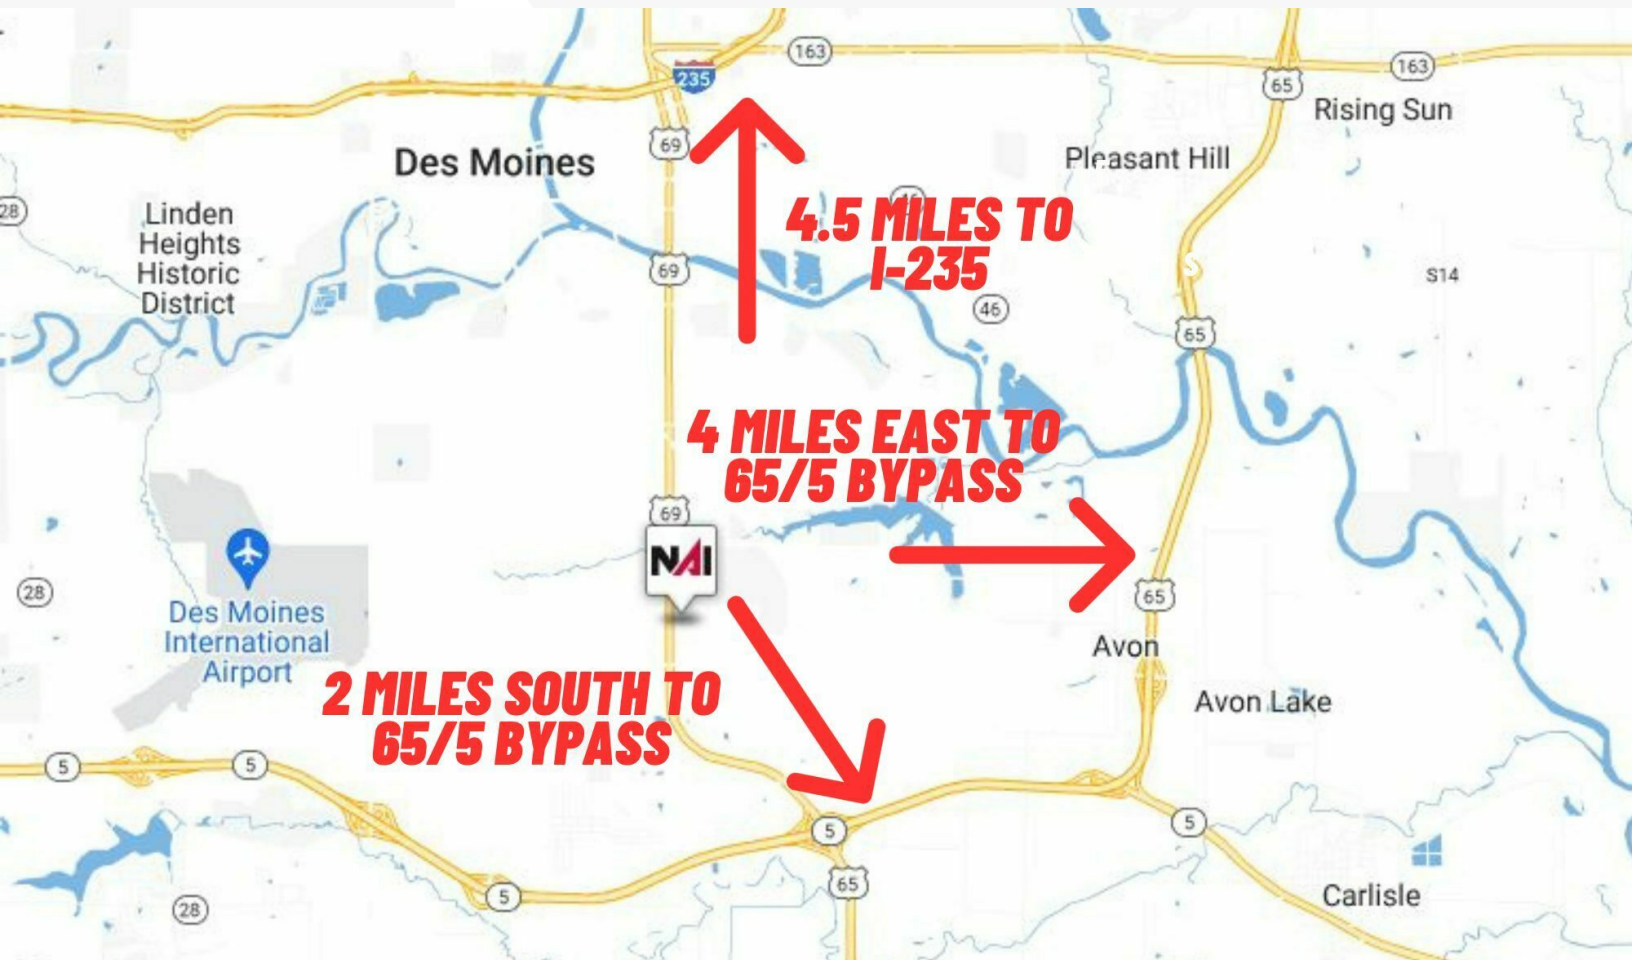 163
235
65
163
Rising Sun
69
Des Moines
Pleasant Hill
28
Linden
Heights
Historic
District
46
4.5 MILES TO
I-235
69
S14
46
65
4 MILES EAST TO
65/5 BYPASS
69
NAI
28
Des Moines
International
Airport
65
Avon
2 MILES SOUTH TO
65/5 BYPASS
Avon Lake
5
5
5
5
65
5
28
Carlisle